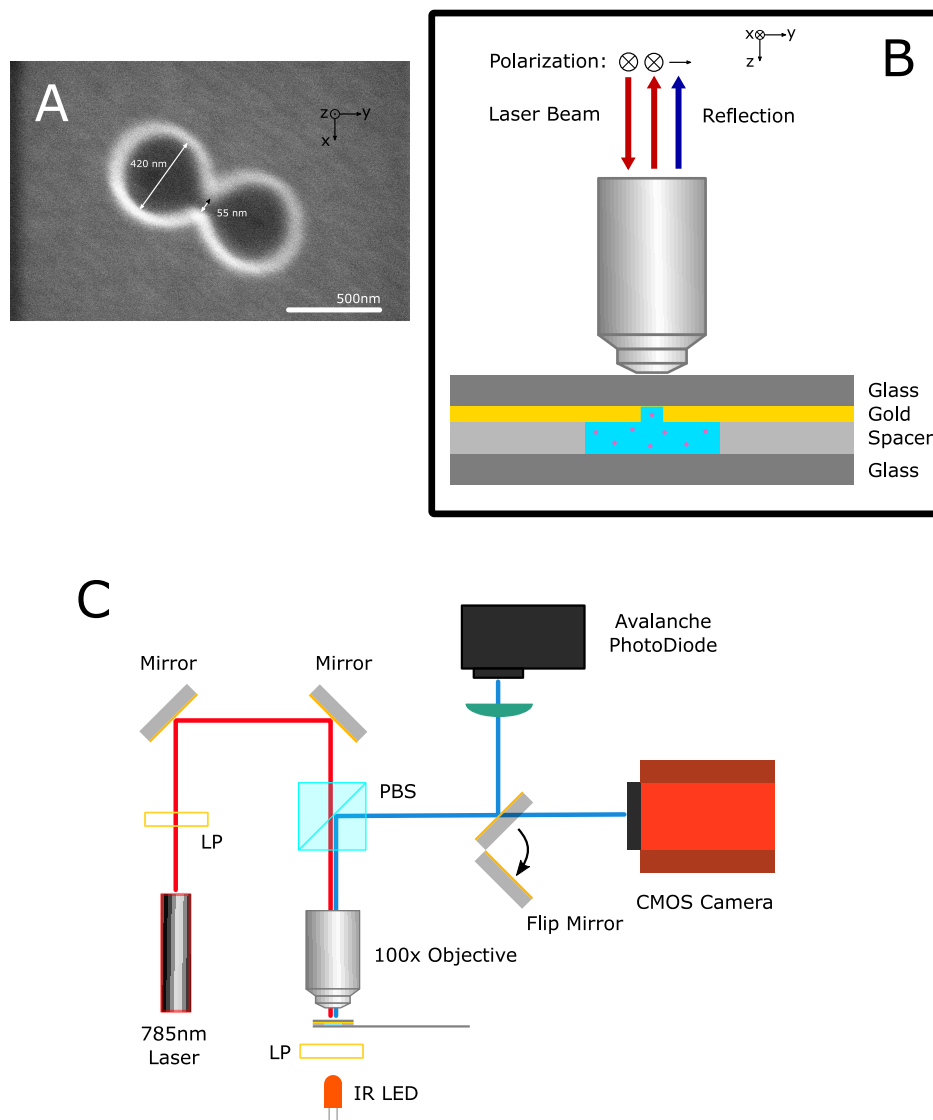 A
z y
x
420 nm
55 nm
500nm
B
x y
z
Polarization:
Laser Beam
Reflection
Glass
Gold
Spacer
Glass
C
Avalanche
PhotoDiode
Mirror
Mirror
PBS
LP
CMOS Camera
Flip Mirror
100x Objective
785nm
Laser
LP
IR LED